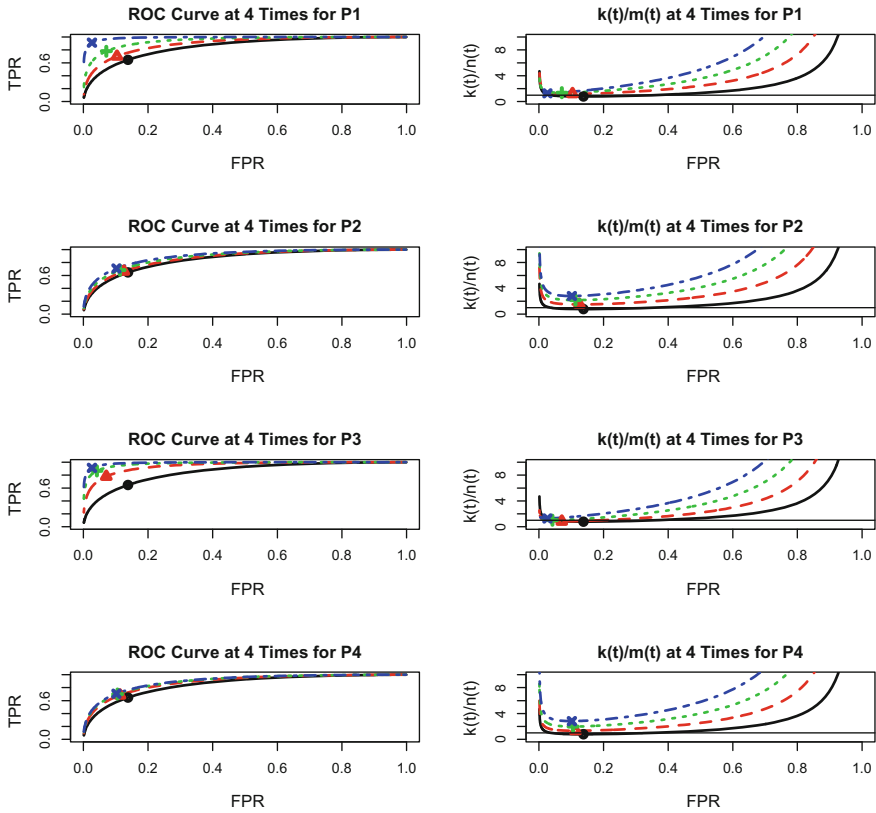 ROC Curve at 4 Times for P1
TPR
0.0 0.6
0.0 0.2 0.4 0.6 0.8 1.0
FPR
k(t)/m(t) at 4 Times for P1
k(t)/n(t)
0 4 8
0.0 0.2 0.4 0.6 0.8 1.0
FPR
ROC Curve at 4 Times for P2
TPR
0.0 0.6
0.0 0.2 0.4 0.6 0.8 1.0
FPR
k(t)/m(t) at 4 Times for P2
k(t)/n(t)
0 4 8
0.0 0.2 0.4 0.6 0.8 1.0
FPR
ROC Curve at 4 Times for P3
TPR
0.0 0.6
0.0 0.2 0.4 0.6 0.8 1.0
FPR
k(t)/m(t) at 4 Times for P3
k(t)/n(t)
0 4 8
0.0 0.2 0.4 0.6 0.8 1.0
FPR
ROC Curve at 4 Times for P4
TPR
0.0 0.6
0.0 0.2 0.4 0.6 0.8 1.0
FPR
k(t)/m(t) at 4 Times for P4
k(t)/n(t)
0 4 8
0.0 0.2 0.4 0.6 0.8 1.0
FPR